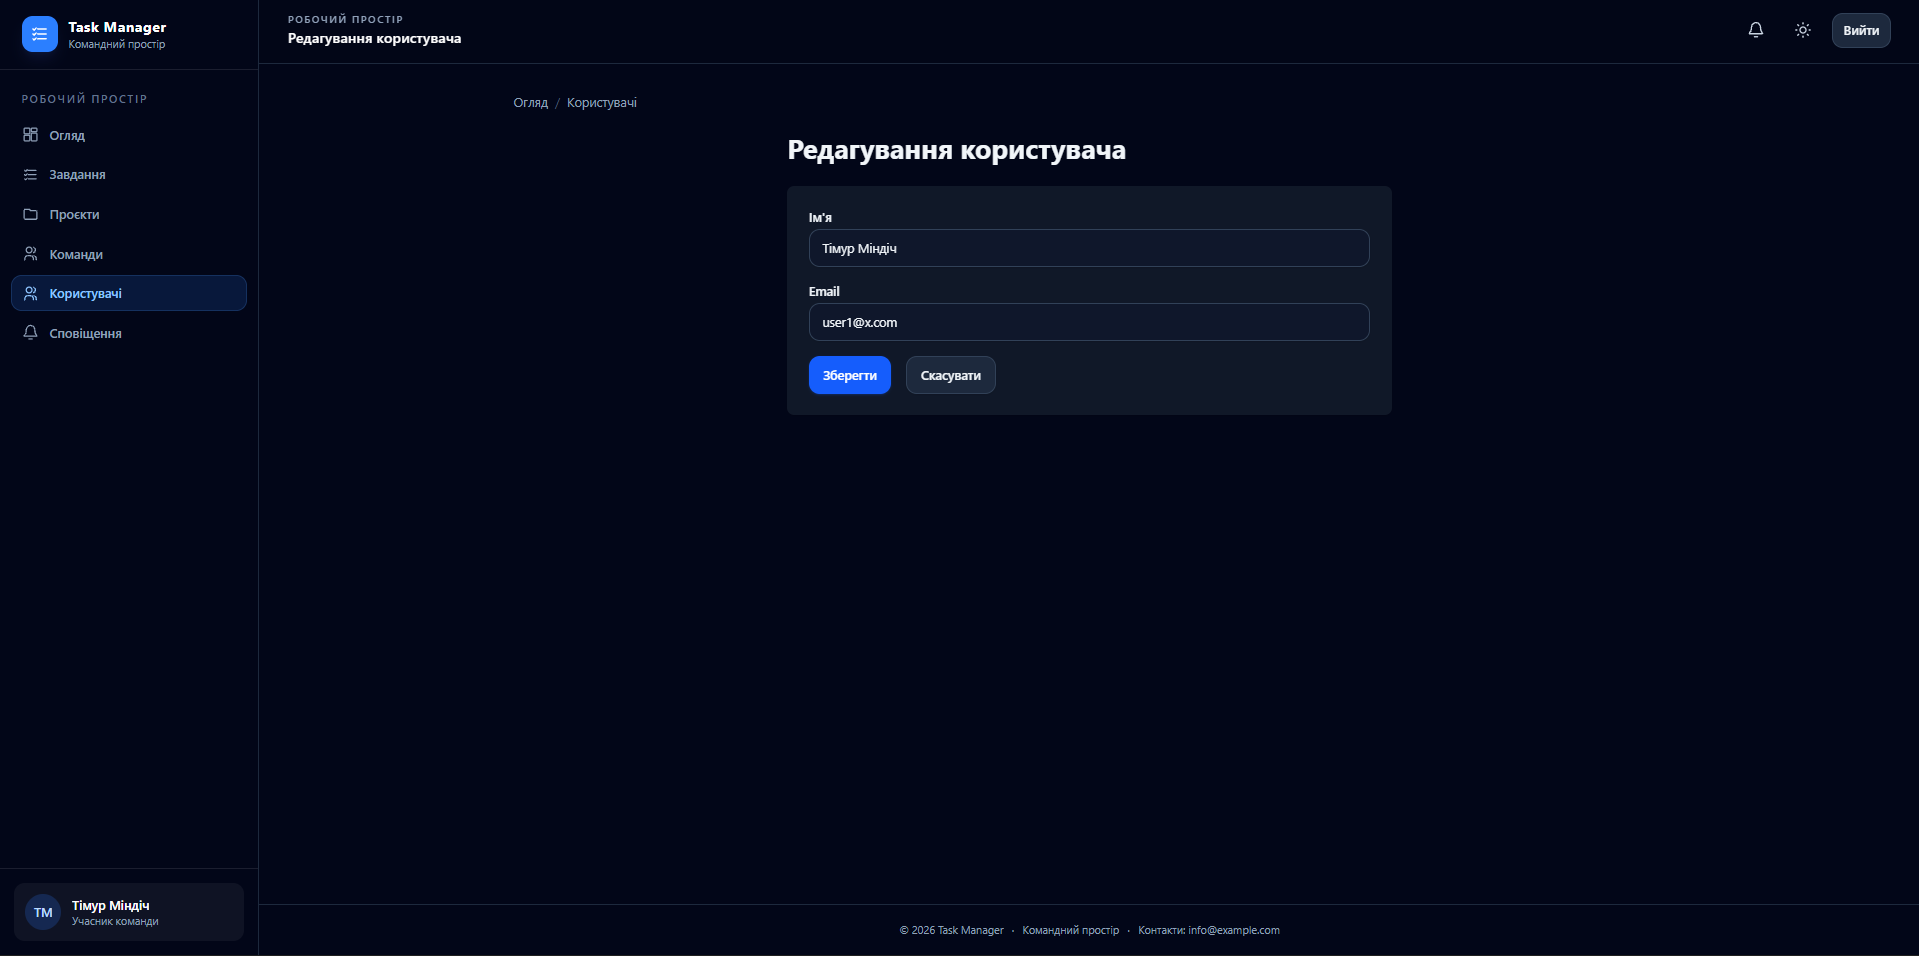 Task Manager
Командний простір
РОБОЧИЙ ПРОСТІР
Огляд
Завдання
Проєкти
Команди
Користувачі
Сповіщення
ТМ
Тімур Міндіч
Учасник команди
РОБОЧИЙ ПРОСТІР
Редагування користувача
Вийти
Огляд / Користувачі
Редагування користувача
Ім'я
Тімур Міндіч
Email
user1@x.com
Зберегти Скасувати
© 2026 Task Manager · Командний простір · Контакти: info@example.com